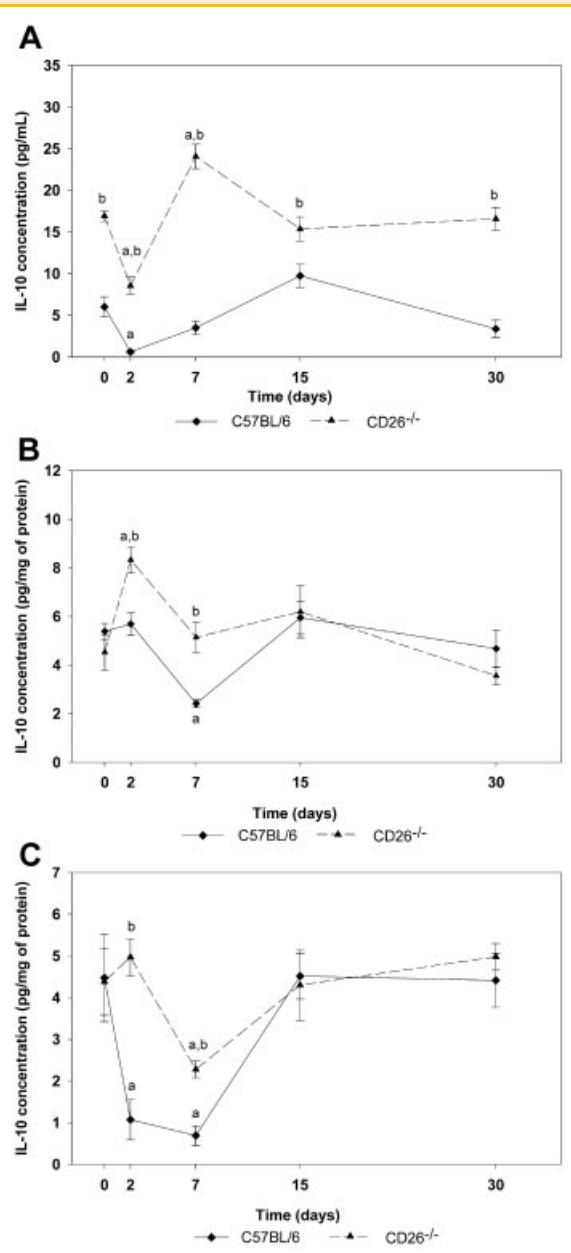 A
IL-10 concentration (pg/mL)
35
30
25
20
15
10
5
0
b
a,b
a,b
b
b
a
0 2 7 15 30
Time (days)
C57BL/6 CD26-/-
B
IL-10 concentration (pg/mg of protein)
12
10
8
6
4
2
0
a,b
b
a
0 2 7 15 30
Time (days)
C57BL/6 CD26-/-
C
IL-10 concentration (pg/mg of protein)
7
6
5
4
3
2
1
0
b
a,b
a
a
0 2 7 15 30
Time (days)
C57BL/6 CD26-/-